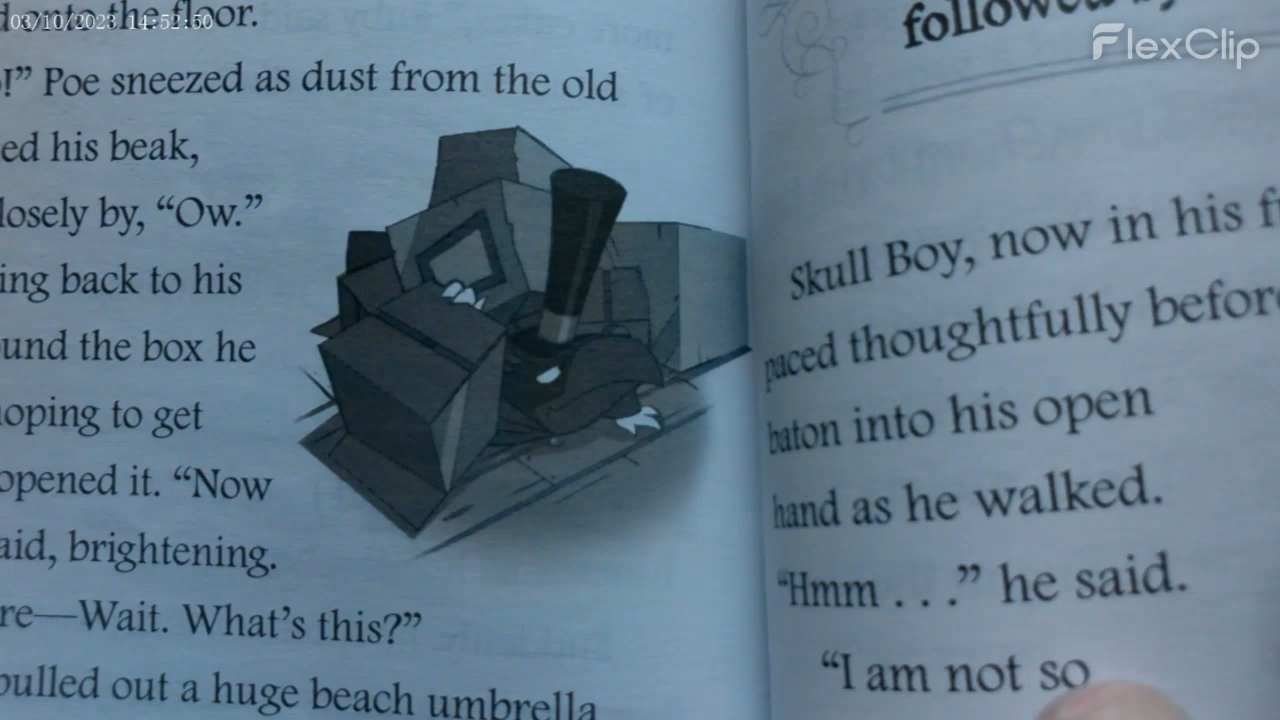 03/10/2023 14:52:50
onto the floor.
!” Poe sneezed as dust from the old
ed his beak,
losely by, “Ow.”
ing back to his
und the box he
oping to get
opened it. “Now
aid, brightening.
re—Wait. What’s this?”
pulled out a huge beach umbrella
FlexClip
followed
Skull Boy, now in his
paced thoughtfully before
baton into his open
hand as he walked.
“Hmm . . .” he said.
“I am not so